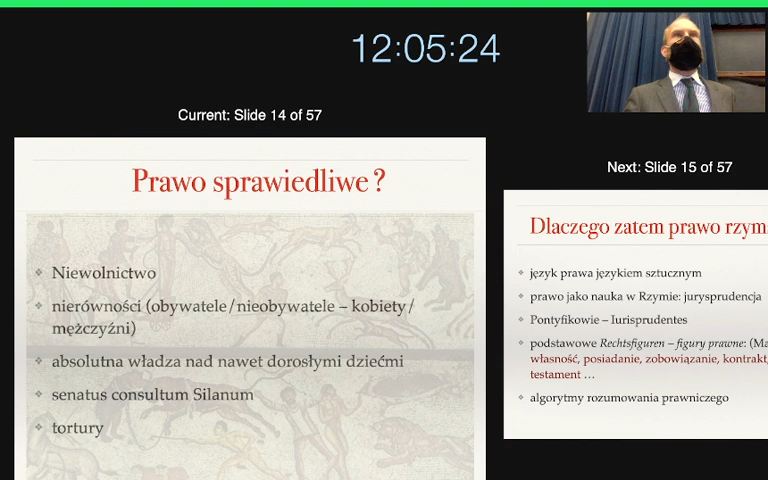 12:05:24
Current: Slide 14 of 57
Prawo sprawiedliwe?
Niewolnictwo
nierówności (obywatele/nieobywatele – kobiety/
mężczyźni)
absolutna władza nad nawet dorosłymi dziećmi
senatus consultum Silanum
tortury
Next: Slide 15 of 57
Dlaczego zatem prawo rzym
język prawa językiem sztucznym
prawo jako nauka w Rzymie: jurysprudencja
Pontyfikowie – Iurisprudentes
podstawowe Rechtsfiguren – figury prawne: (Ma
własność, posiadanie, zobowiązanie, kontrakt,
testament …
algorytmy rozumowania prawniczego